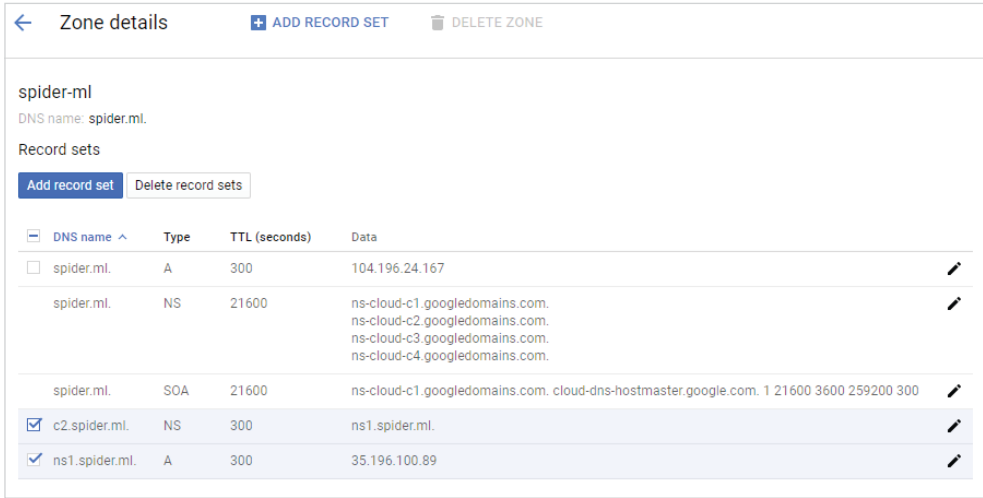 Zone details
ADD RECORD SET
DELETE ZONE
spider-ml
DNS name: spider.ml.
Record sets
Add record set
Delete record sets
DNS name Type TTL (seconds) Data
spider.ml. A 300 104.196.24.167
spider.ml. NS 21600 ns-cloud-c1.googledomains.com.
ns-cloud-c2.googledomains.com.
ns-cloud-c3.googledomains.com.
ns-cloud-c4.googledomains.com.
spider.ml. SOA 21600 ns-cloud-c1.googledomains.com. cloud-dns-hostmaster.google.com. 1 21600 3600 259200 300
c2.spider.ml. NS 300 ns1.spider.ml.
ns1.spider.ml. A 300 35.196.100.89